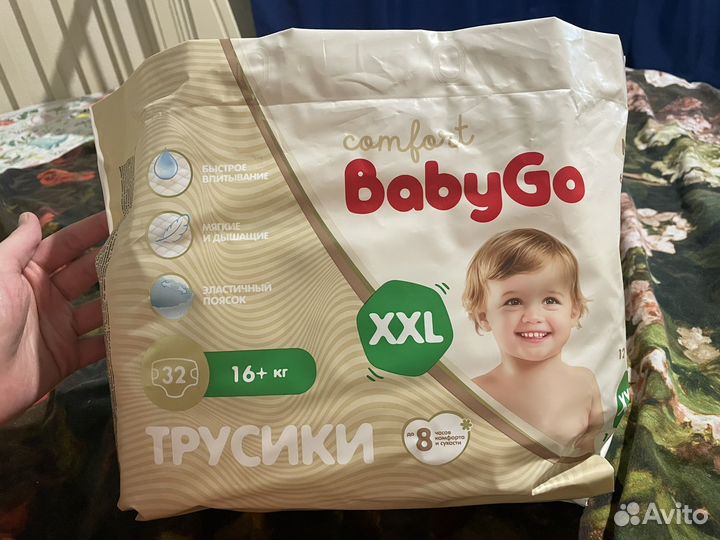 comfort
BabyGo
БЫСТРОЕ
ВПИТЫВАНИЕ
МЯГКИЕ
И ДЫШАЩИЕ
ЭЛАСТИЧНЫЙ
ПОЯСОК
XXL
32
16+ кг
ТРУСИКИ
до 8 часов
комфорта
и сухости
Avito